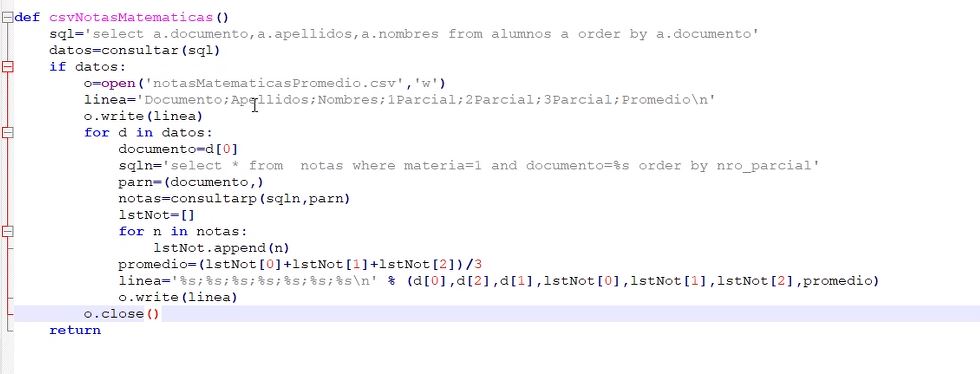 def csvNotasMatematicas()
    sql='select a.documento,a.apellidos,a.nombres from alumnos a order by a.documento'
    datos=consultar(sql)
    if datos:
        o=open('notasMatematicasPromedio.csv','w')
        linea='Documento;Apellidos;Nombres;1Parcial;2Parcial;3Parcial;Promedio\n'
        o.write(linea)
        for d in datos:
            documento=d[0]
            sqln='select * from  notas where materia=1 and documento=%s order by nro_parcial'
            parn=(documento,)
            notas=consultarp(sqln,parn)
            lstNot=[]
            for n in notas:
                lstNot.append(n)
            promedio=(lstNot[0]+lstNot[1]+lstNot[2])/3
            linea='%s;%s;%s;%s;%s;%s;%s\n' % (d[0],d[2],d[1],lstNot[0],lstNot[1],lstNot[2],promedio)
            o.write(linea)
        o.close()
    return